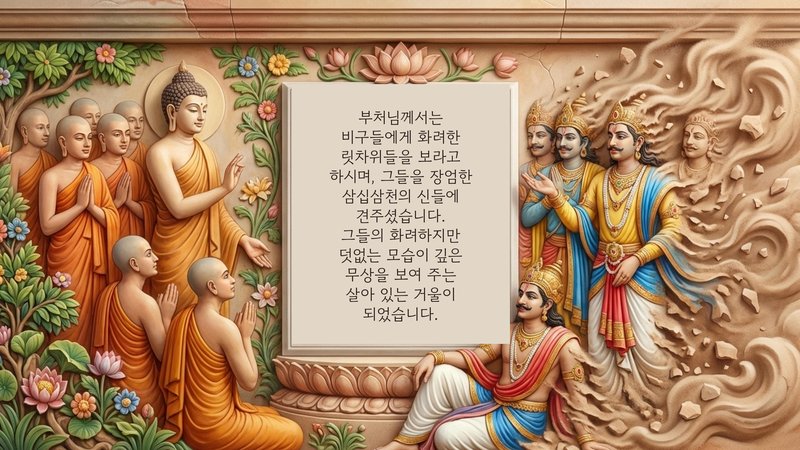 부처님께서는
비구들에게 화려한
릿차위들을 보라고
하시며, 그들을 장엄한
삼십삼천의 신들에
견주셨습니다.
그들의 화려하지만
덧없는 모습이 깊은
무상을 보여 주는
살아 있는 거울이
되었습니다.